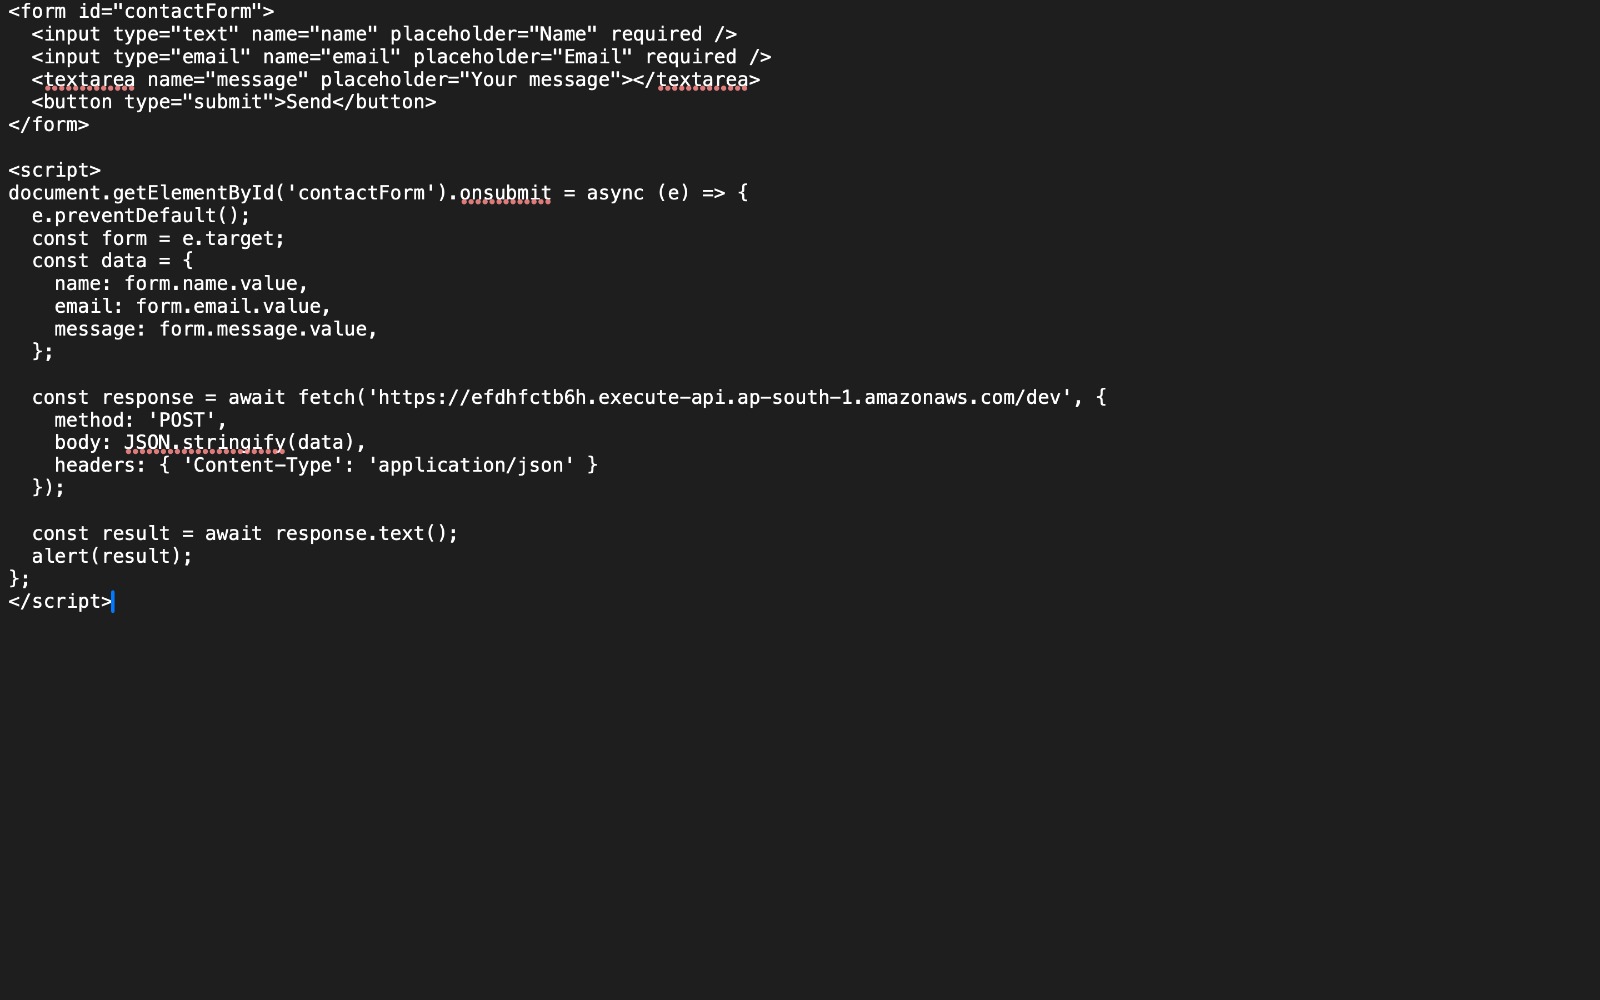 <form id="contactForm">
  <input type="text" name="name" placeholder="Name" required />
  <input type="email" name="email" placeholder="Email" required />
  <textarea name="message" placeholder="Your message"></textarea>
  <button type="submit">Send</button>
</form>

<script>
document.getElementById('contactForm').onsubmit = async (e) => {
  e.preventDefault();
  const form = e.target;
  const data = {
    name: form.name.value,
    email: form.email.value,
    message: form.message.value,
  };

  const response = await fetch('https://efdhfctb6h.execute-api.ap-south-1.amazonaws.com/dev', {
    method: 'POST',
    body: JSON.stringify(data),
    headers: { 'Content-Type': 'application/json' }
  });

  const result = await response.text();
  alert(result);
};
</script>